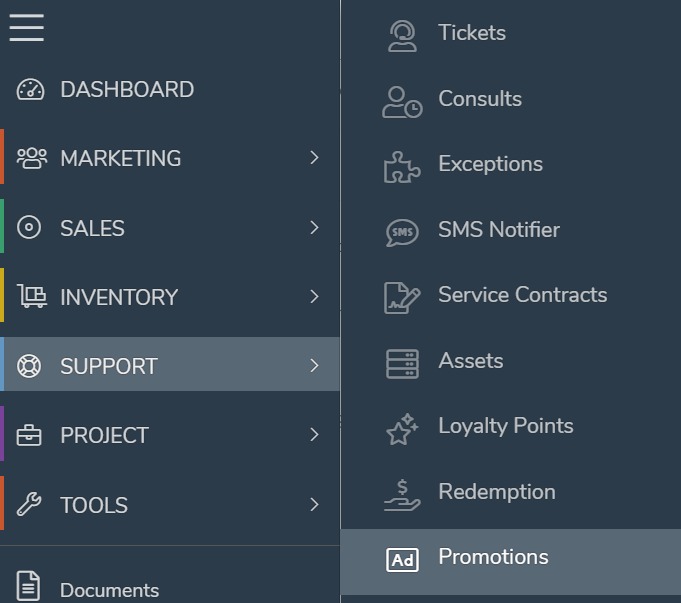 DASHBOARD
MARKETING
SALES
INVENTORY
SUPPORT
PROJECT
TOOLS
Documents
Tickets
Consults
Exceptions
SMS
SMS Notifier
Service Contracts
Assets
Loyalty Points
$
Redemption
Ad
Promotions